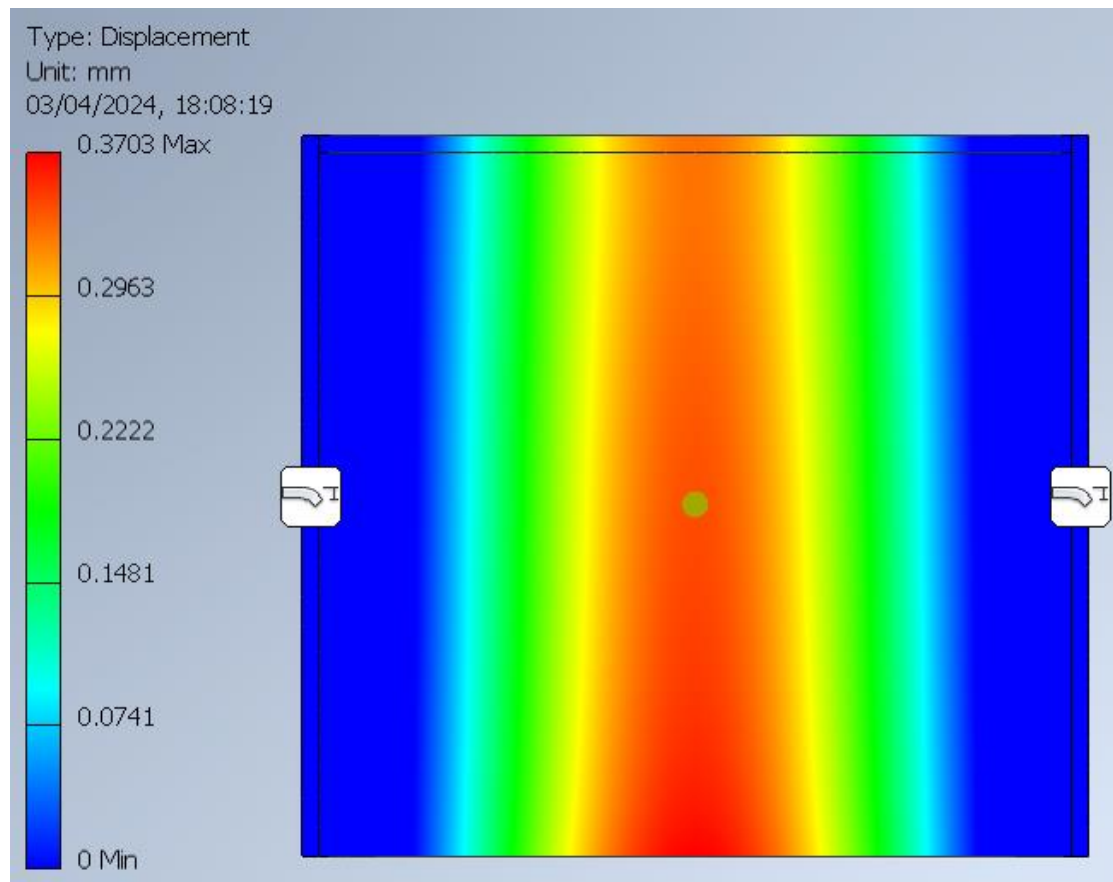 Type: Displacement
Unit: mm
03/04/2024, 18:08:19
0.3703 Max
0.2963
0.2222
0.1481
0.0741
0 Min